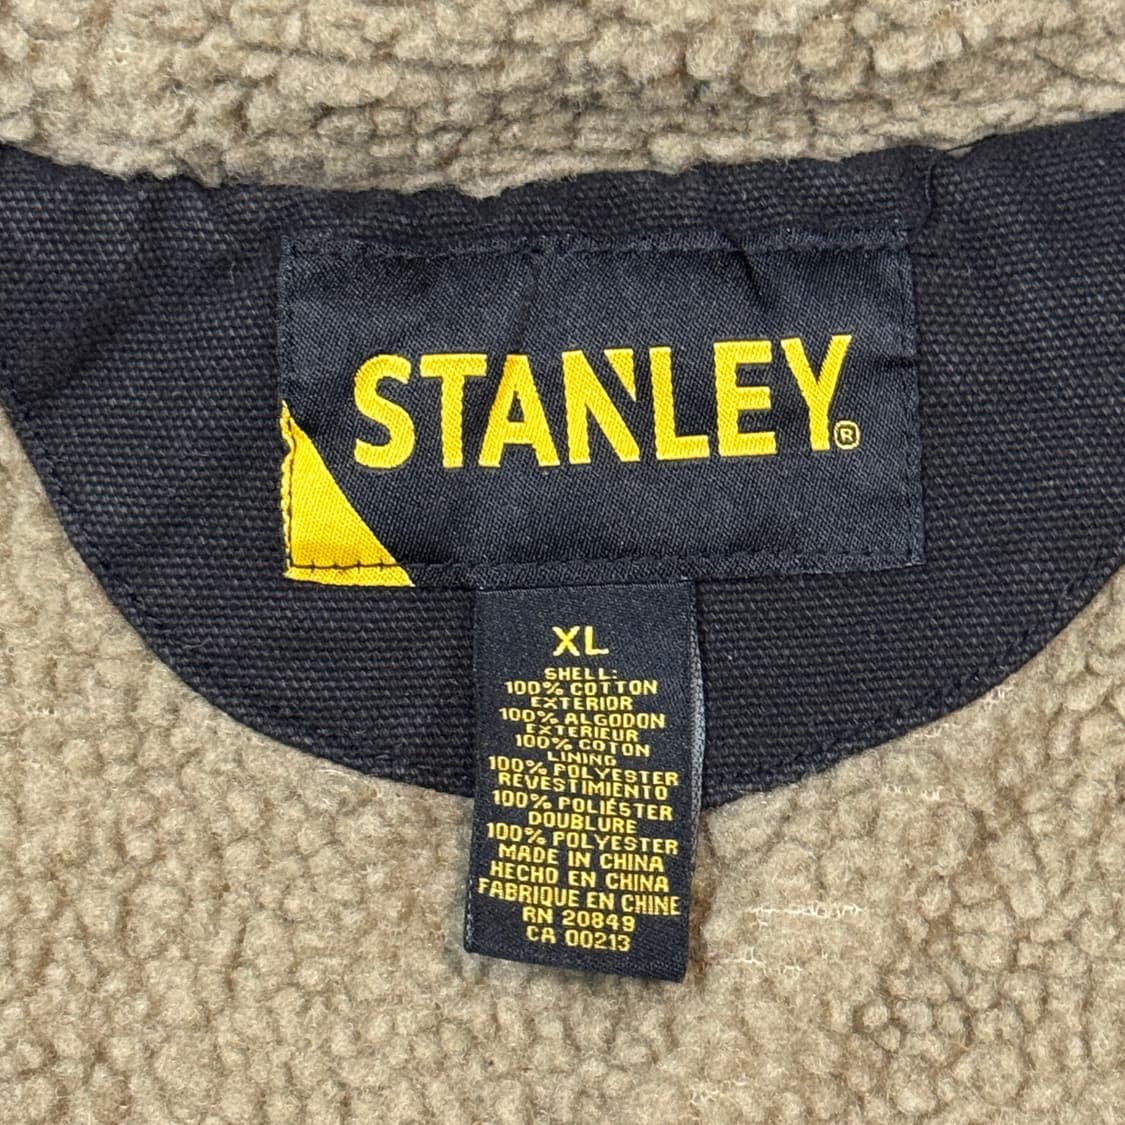 STANLEY®
XL
SHELL:
100% COTTON
EXTERIOR
100% ALGODON
EXTERIEUR
100% COTON
LINING
100% POLYESTER
REVESTIMIENTO
100% POLIÉSTER
DOUBLURE
100% POLYESTER
MADE IN CHINA
HECHO EN CHINA
FABRIQUE EN CHINE
RN 20849
CA 00213